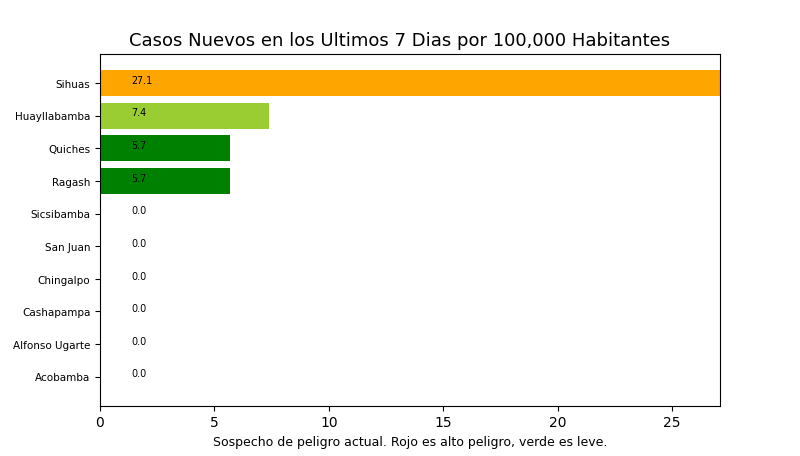 Casos Nuevos en los Ultimos 7 Dias por 100,000 Habitantes
Sihuas 27.1
Huayllabamba 7.4
Quiches 5.7
Ragash 5.7
Sicsibamba 0.0
San Juan 0.0
Chingalpo 0.0
Cashapampa 0.0
Alfonso Ugarte 0.0
Acobamba 0.0
0 5 10 15 20 25
Sospecho de peligro actual. Rojo es alto peligro, verde es leve.